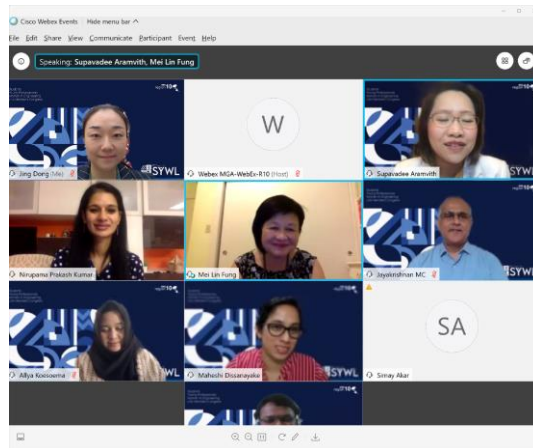 Cisco Webex Events
Hide menu bar
File Edit Share View Communicate Participant Event Help
Speaking: Supavadee Aramvith, Mei Lin Fung
Jing Dong (Me)
SYWL
W
Webex MGA-WebEx-R10 (Host)
Supavadee Aramvith
Nirupama Prakash Kumar
Mei Lin Fung
Jayakrishnan MC
SYWL
Allya Koesoema
SYWL
Maheshi Dissanayake
SYWL
SA
Simay Akar